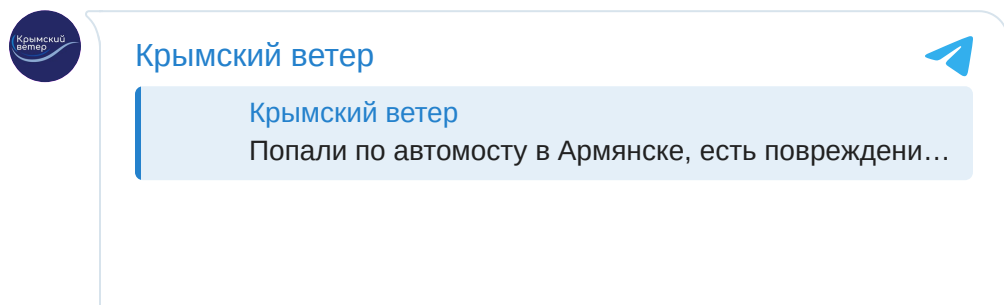 Крымский
ветер
Крымский ветер
Крымский ветер
Попали по автомосту в Армянске, есть повреждени…